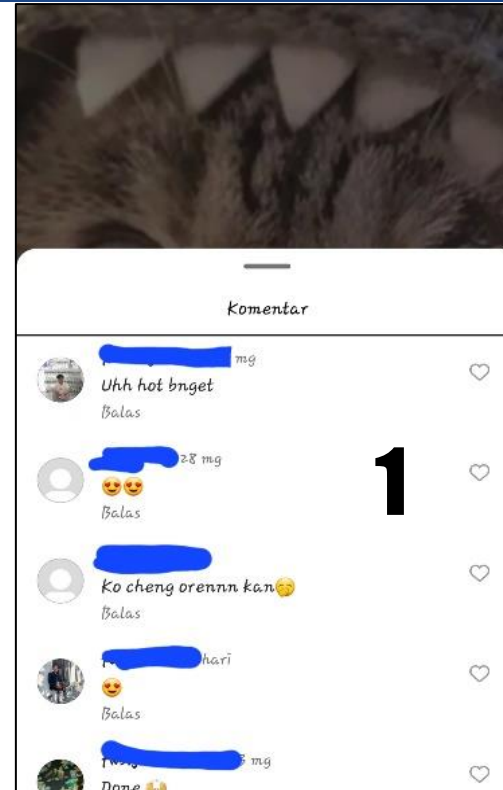 Komentar
mg
Uhh hot bnget
Balas
28 mg
😍😍
Balas
1
Ko cheng orennn kan🤭
Balas
hari
😍
Balas
mg
Done 🙌